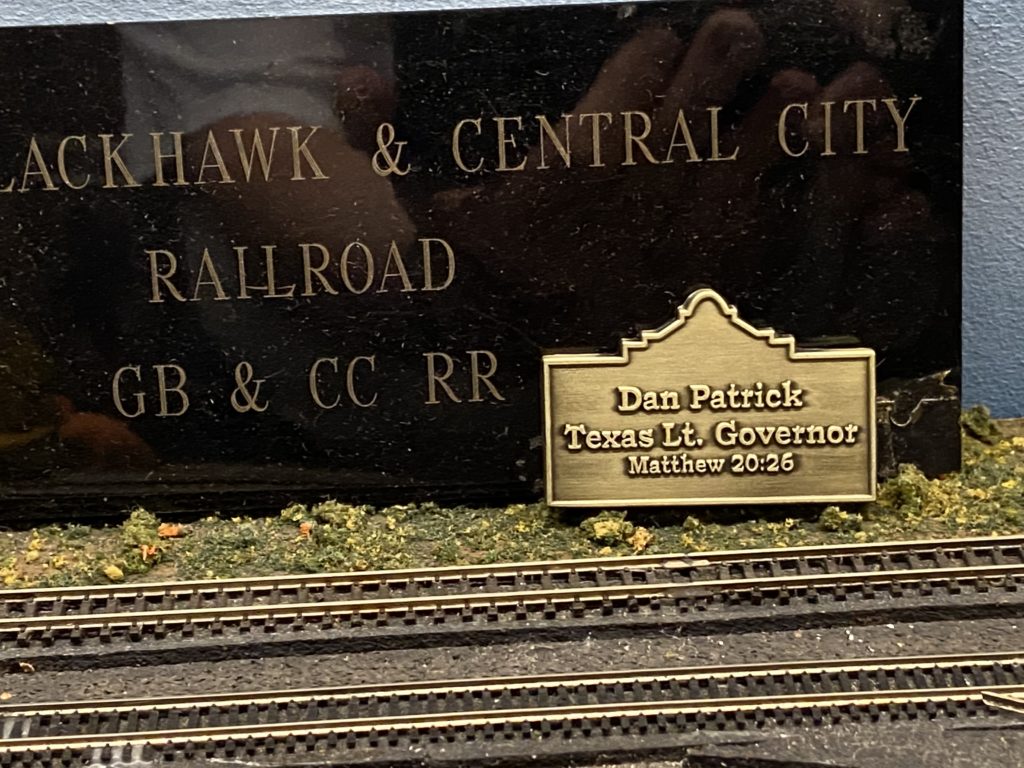 LACKHAWK & CENTRAL CITY
RAILROAD
GB & CC RR
Dan Patrick
Texas Lt. Governor
Matthew 20:26